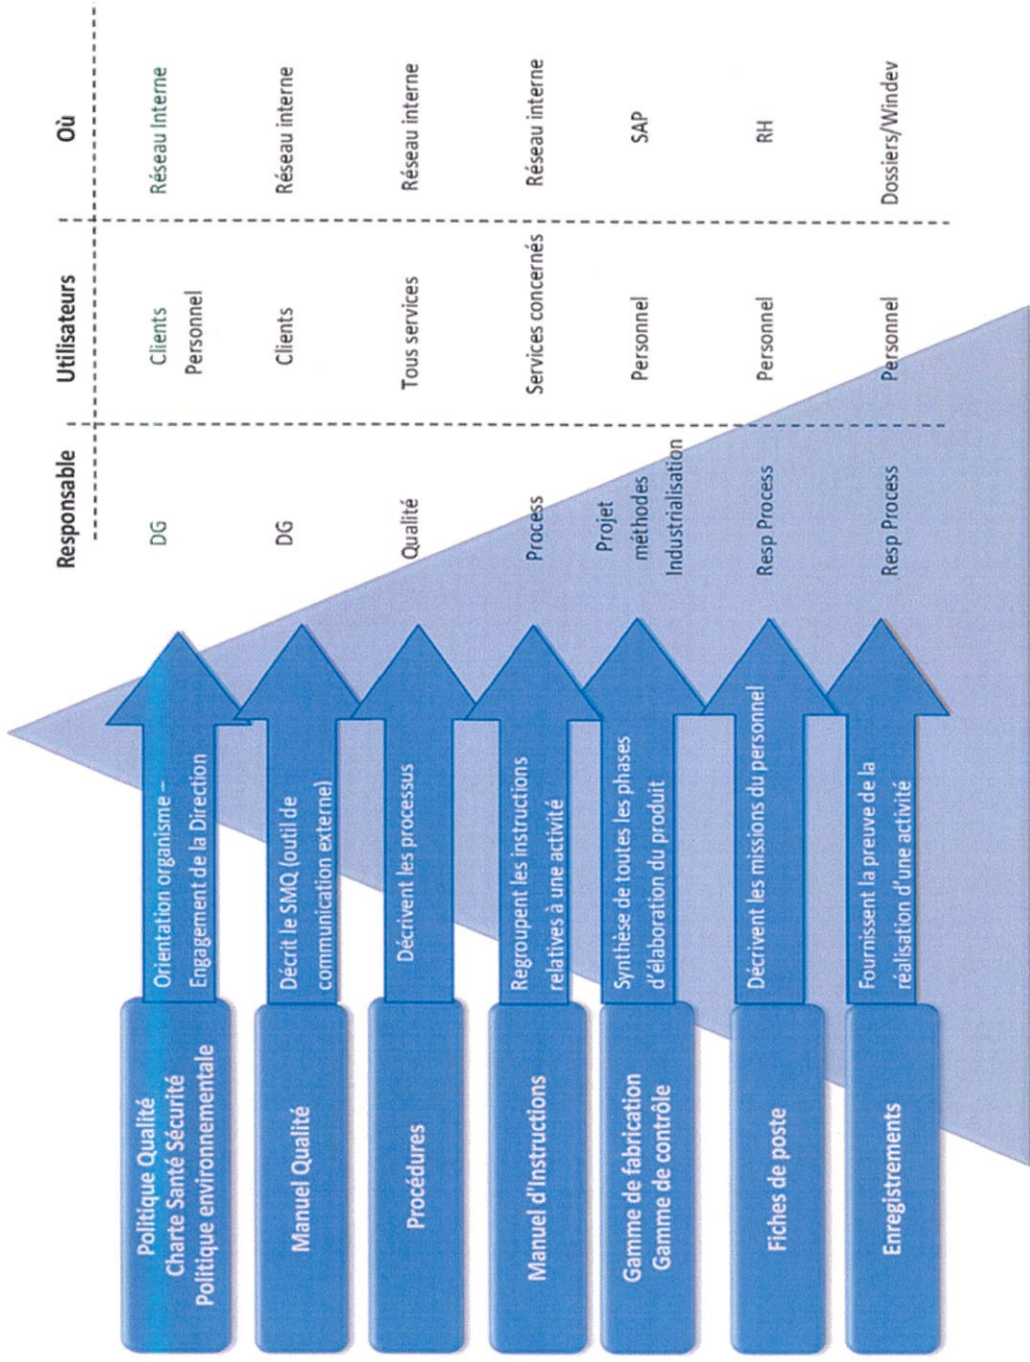 Responsable
Utilisateurs
Où
Politique Qualité
Charte Santé Sécurité
Politique environnementale
Orientation organisme –
Engagement de la Direction
DG
Clients
Personnel
Réseau Interne
Manuel Qualité
Décrit le SMQ (outil de
communication externe)
DG
Clients
Réseau interne
Procédures
Décrivent les processus
Qualité
Tous services
Réseau interne
Manuel d'Instructions
Regroupent les instructions
relatives à une activité
Process
Services concernés
Réseau interne
Gamme de fabrication
Gamme de contrôle
Synthèse de toutes les phases
d'élaboration du produit
Projet
méthodes
Industrialisation
Personnel
SAP
Fiches de poste
Décrivent les missions du personnel
Resp Process
Personnel
RH
Enregistrements
Fournissent la preuve de la
réalisation d'une activité
Resp Process
Personnel
Dossiers/Windev